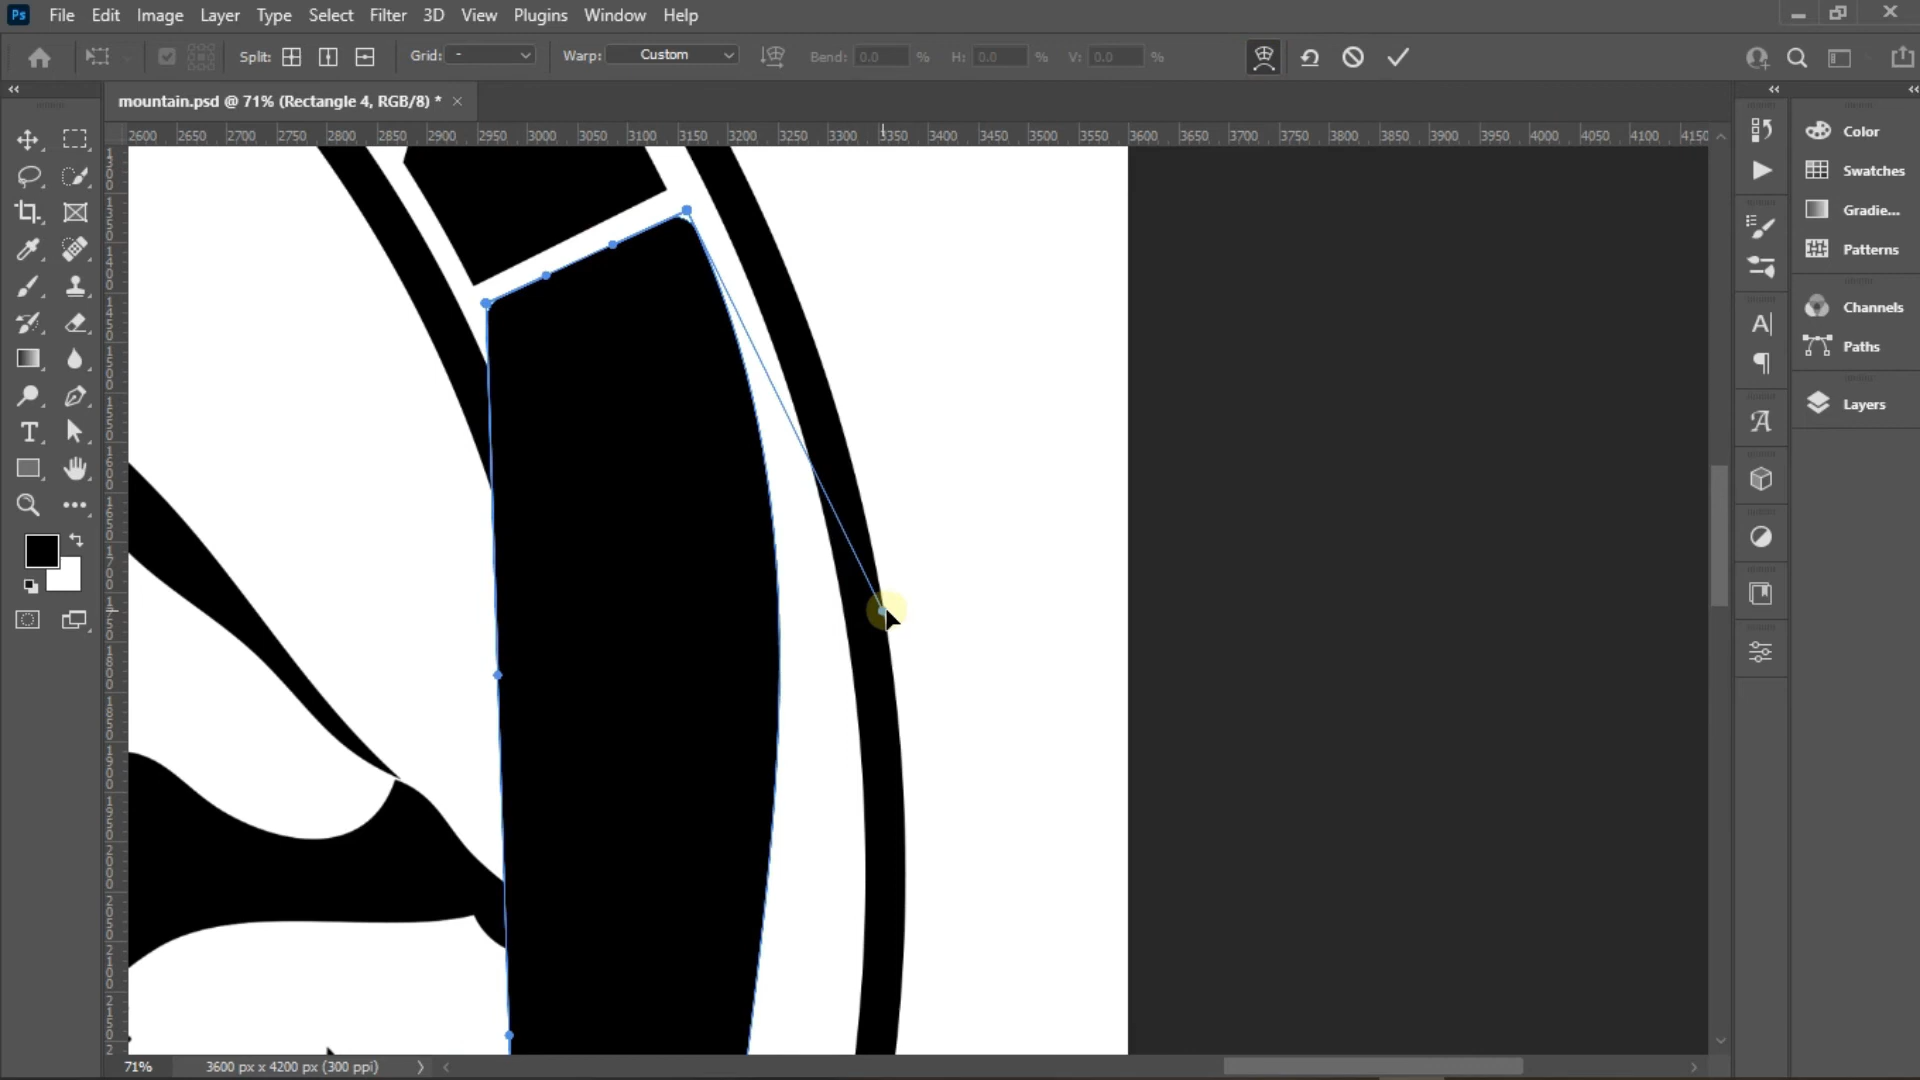 Ps File Edit Image Layer Type Select Filter 3D View Plugins Window Help
Split: Grid: - Warp: Custom Bend: 0.0 % H: 0.0 % V: 0.0 %
mountain.psd @ 71% (Rectangle 4, RGB/8) *
2600 2650 2700 2750 2800 2850 2900 2950 3000 3050 3100 3150 3200 3250 3300 3350 3400 3450 3500 3550 3600 3650 3700 3750 3800 3850 3900 3950 4000 4050 4100 4150
Color
Swatches
Gradie...
Patterns
Channels
Paths
Layers
71% 3600 px x 4200 px (300 ppi)